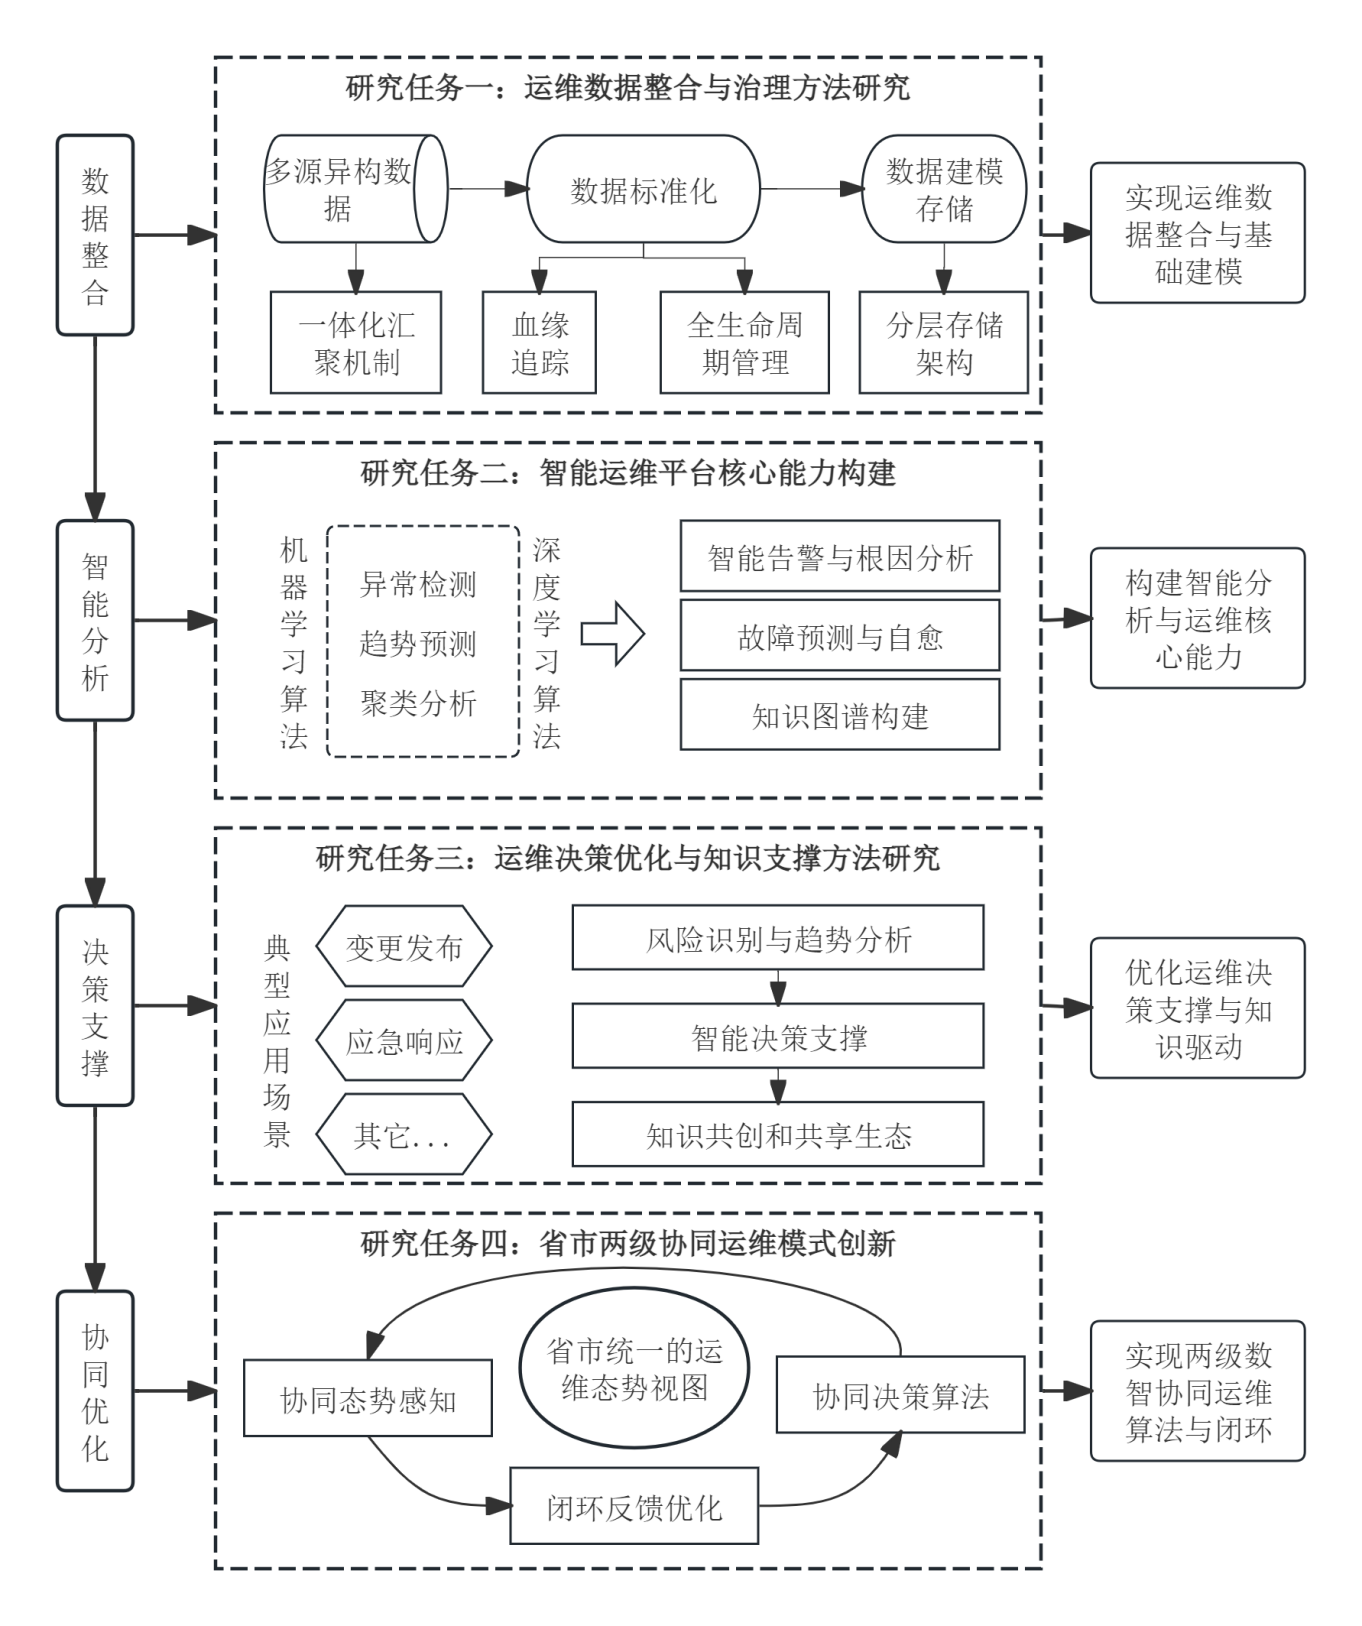 研究任务一：运维数据整合与治理方法研究
数
据
整
合
多源异构数
据
数据标准化
数据建模
存储
一体化汇
聚机制
血缘
追踪
全生命周
期管理
分层存储
架构
实现运维数
据整合与基
础建模
研究任务二：智能运维平台核心能力构建
智
能
分
析
机
器
学
习
算
法
异常检测
趋势预测
聚类分析
深
度
学
习
算
法
智能告警与根因分析
故障预测与自愈
知识图谱构建
构建智能分
析与运维核
心能力
研究任务三：运维决策优化与知识支撑方法研究
决
策
支
撑
典
型
应
用
场
景
变更发布
应急响应
其它...
风险识别与趋势分析
智能决策支撑
知识共创和共享生态
优化运维决
策支撑与知
识驱动
研究任务四：省市两级协同运维模式创新
协
同
优
化
协同态势感知
省市统一的运
维态势视图
协同决策算法
闭环反馈优化
实现两级数
智协同运维
算法与闭环